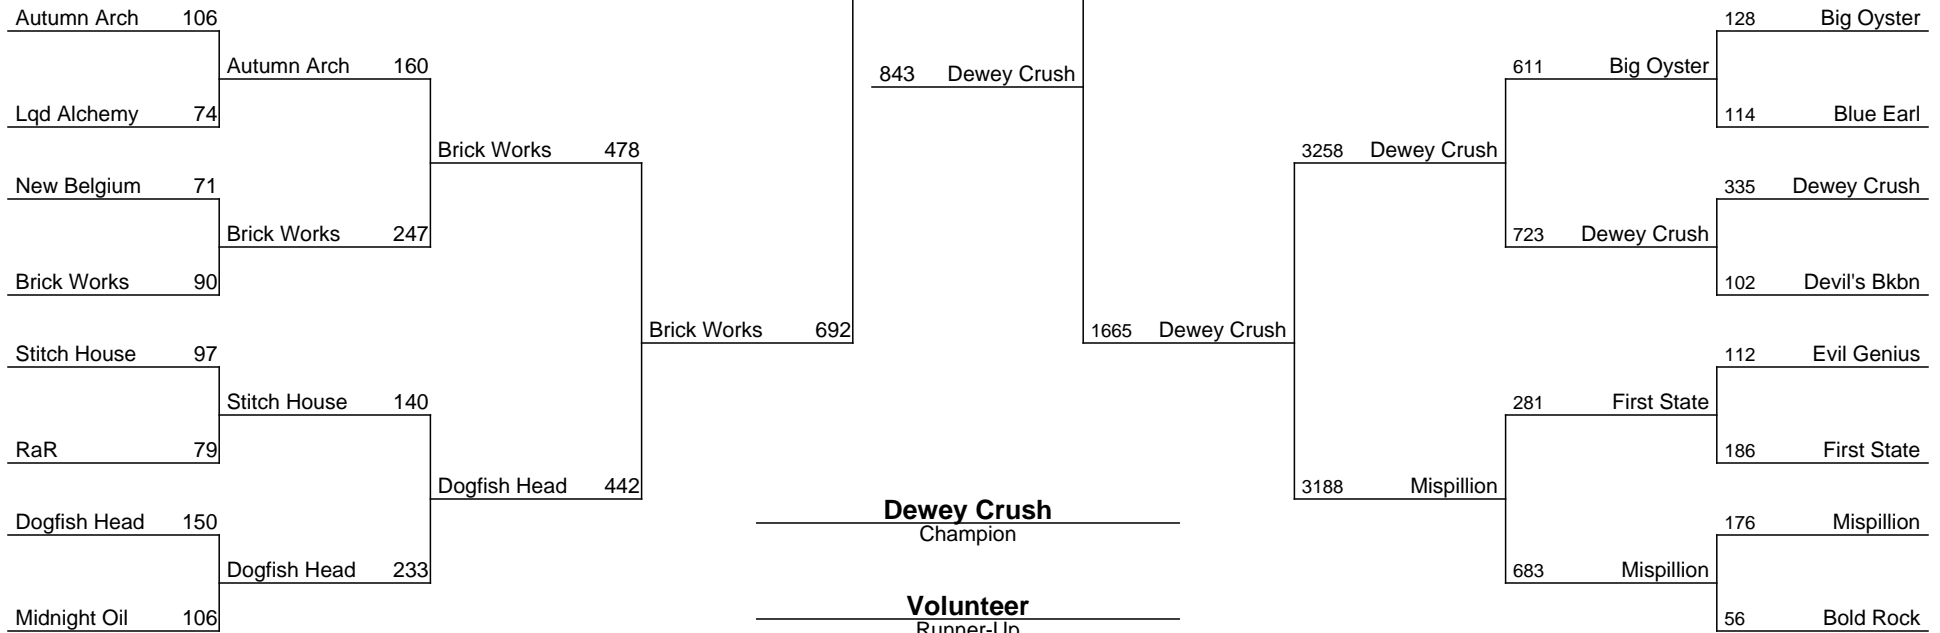 Autumn Arch 106
128 Big Oyster
Autumn Arch 160
843 Dewey Crush
611 Big Oyster
Lqd Alchemy 74
114 Blue Earl
Brick Works 478
3258 Dewey Crush
New Belgium 71
335 Dewey Crush
Brick Works 247
723 Dewey Crush
Brick Works 90
102 Devil's Bkbn
Brick Works 692
1665 Dewey Crush
Stitch House 97
112 Evil Genius
Stitch House 140
281 First State
RaR 79
186 First State
Dogfish Head 442
3188 Mispillion
Dewey Crush
Champion
Dogfish Head 150
176 Mispillion
Dogfish Head 233
683 Mispillion
Volunteer
Runner-Up
Midnight Oil 106
56 Bold Rock